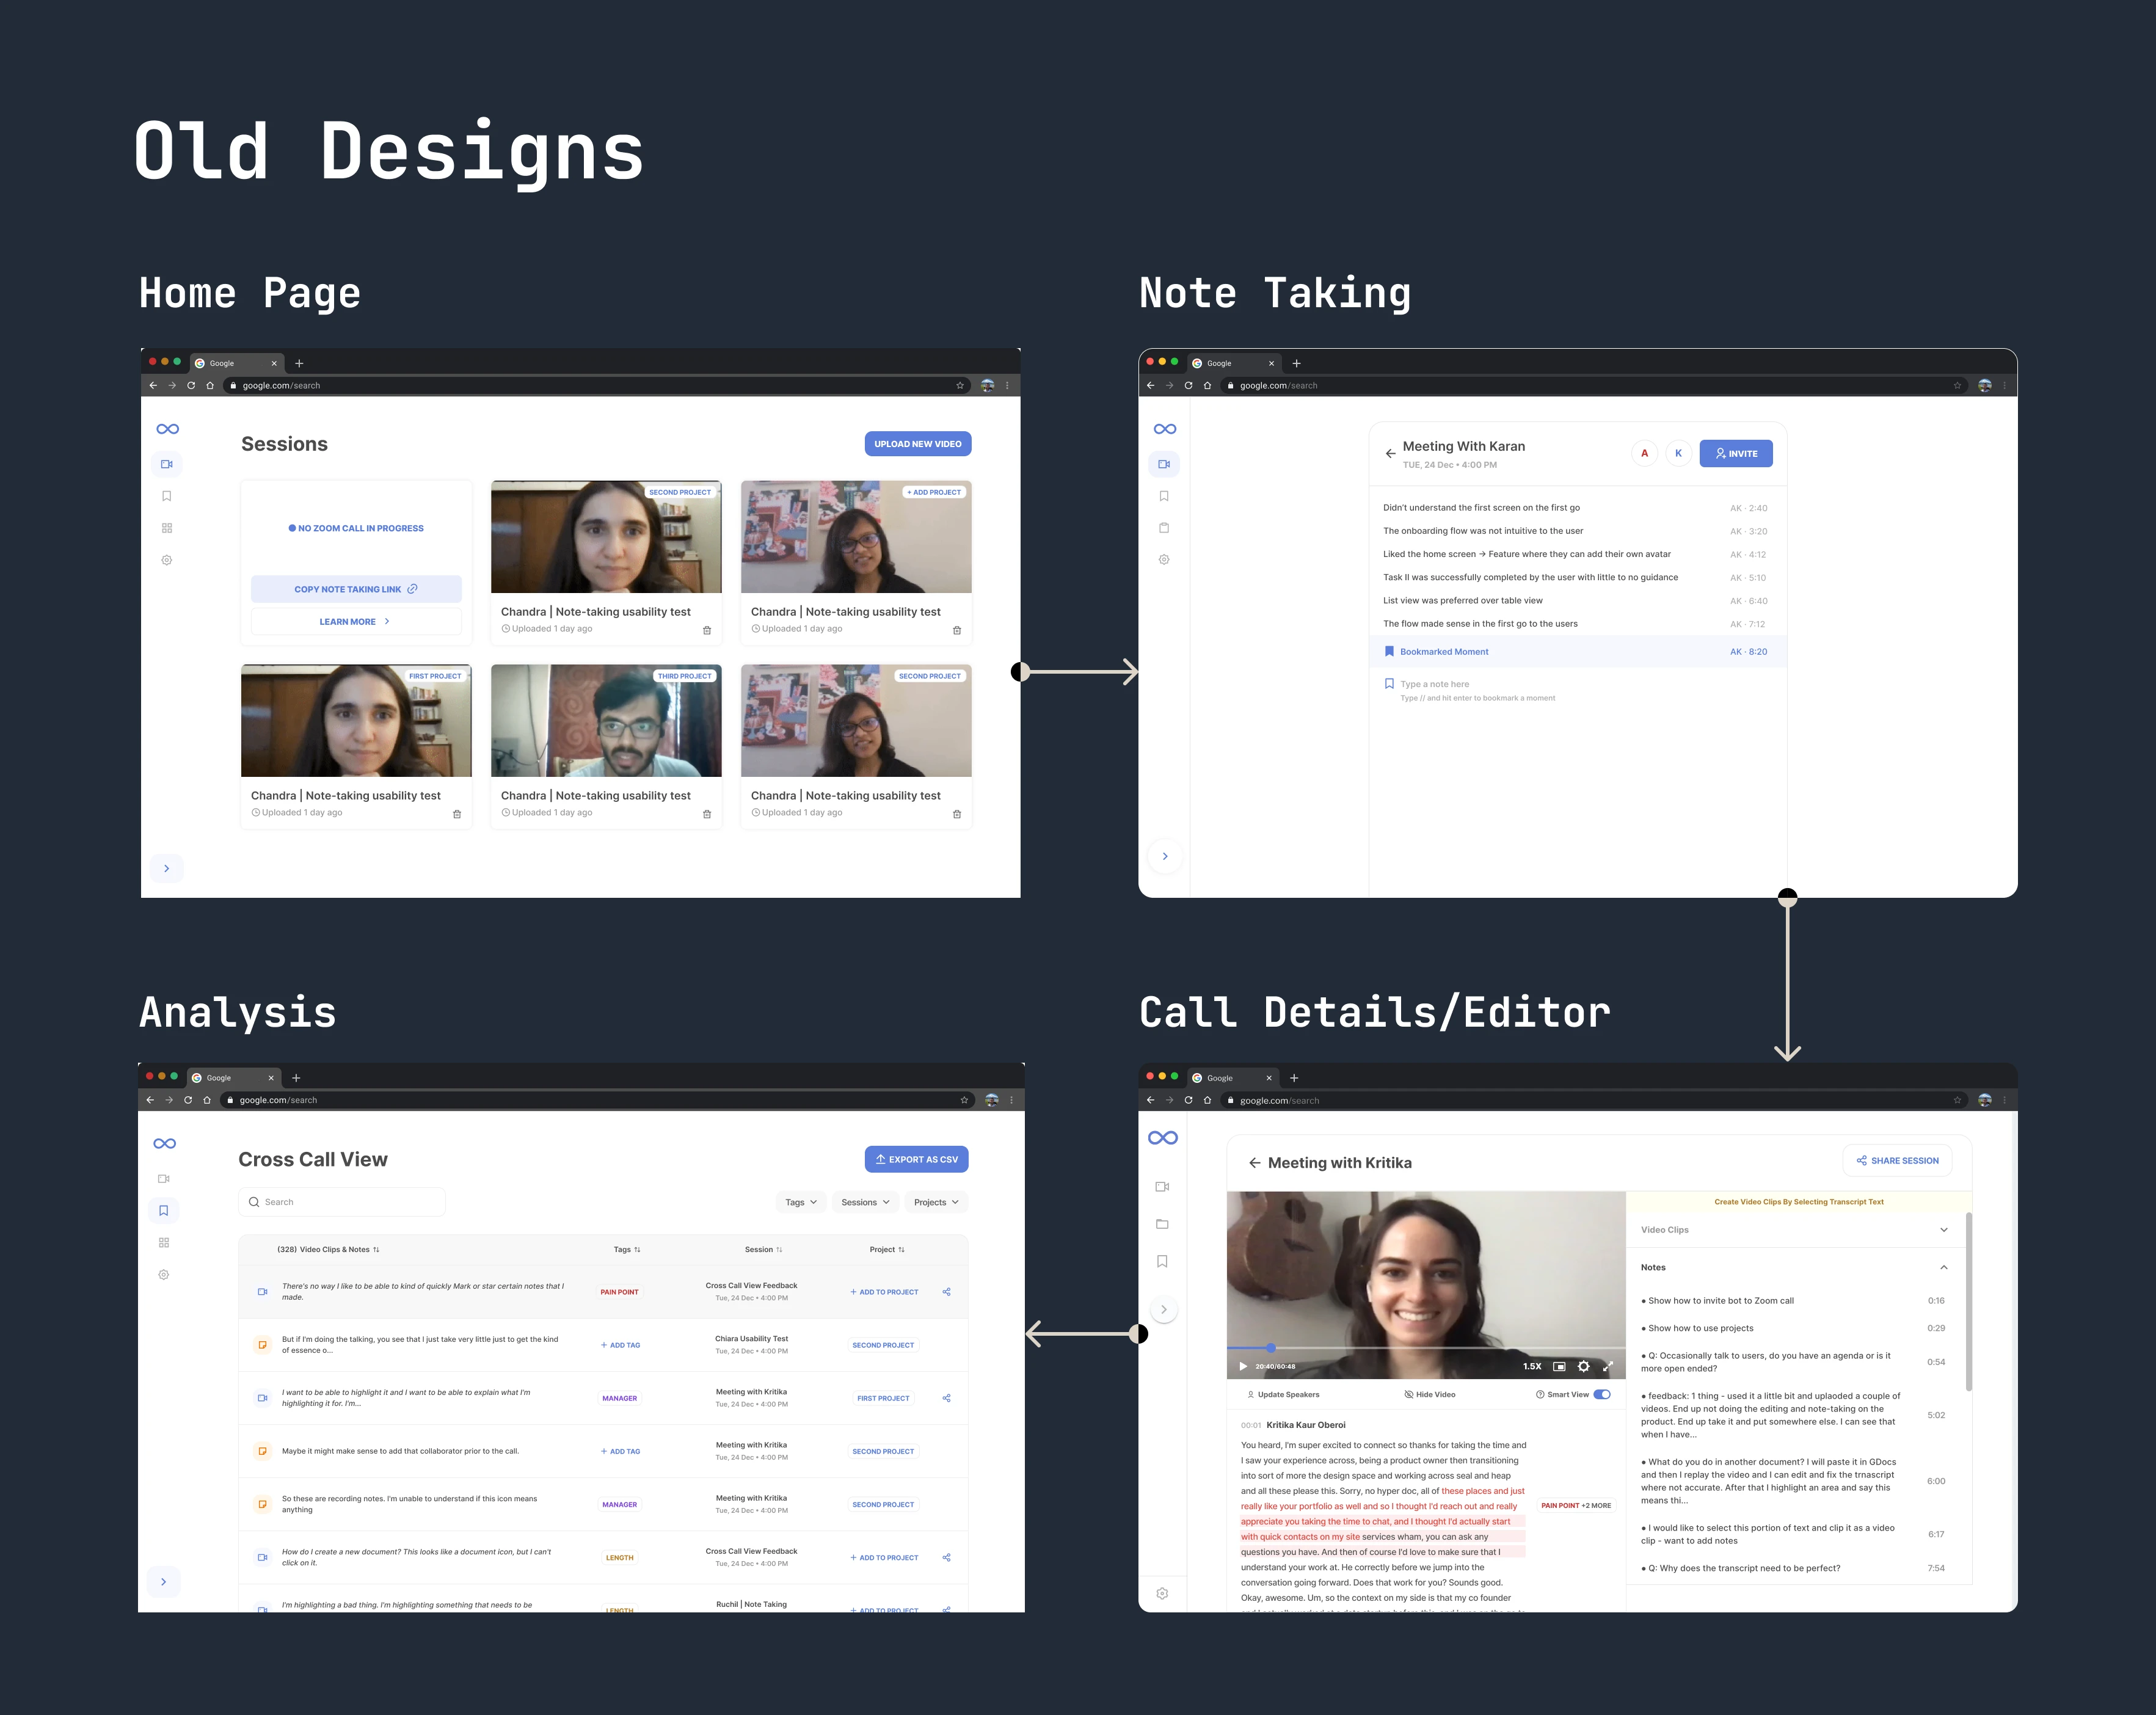 Old Designs
Home Page
Google
google.com/search
Sessions
UPLOAD NEW VIDEO
NO ZOOM CALL IN PROGRESS
COPY NOTE TAKING LINK
LEARN MORE
SECOND PROJECT
Chandra | Note-taking usability test
Uploaded 1 day ago
+ ADD PROJECT
Chandra | Note-taking usability test
Uploaded 1 day ago
FIRST PROJECT
Chandra | Note-taking usability test
Uploaded 1 day ago
THIRD PROJECT
Chandra | Note-taking usability test
Uploaded 1 day ago
SECOND PROJECT
Chandra | Note-taking usability test
Uploaded 1 day ago
Note Taking
Google
google.com/search
Meeting With Karan
TUE, 24 Dec • 4:00 PM
A
K
INVITE
Didn't understand the first screen on the first go AK · 2:40
The onboarding flow was not intuitive to the user AK · 3:20
Liked the home screen → Feature where they can add their own avatar AK · 4:12
Task II was successfully completed by the user with little to no guidance AK · 5:10
List view was preferred over table view AK · 6:40
The flow made sense in the first go to the users AK · 7:12
Bookmarked Moment AK · 8:20
Type a note here
Type // and hit enter to bookmark a moment
Analysis
Google
google.com/search
Cross Call View
EXPORT AS CSV
Search
Tags
Sessions
Projects
(328) Video Clips & Notes Tags Session Project
There's no way I like to be able to kind of quickly Mark or star certain notes that I
made.
PAIN POINT
Cross Call View Feedback
Tue, 24 Dec • 4:00 PM
+ ADD TO PROJECT
But if I'm doing the talking, you see that I just take very little just to get the kind
of essence o...
+ ADD TAG
Chiara Usability Test
Tue, 24 Dec • 4:00 PM
SECOND PROJECT
I want to be able to highlight it and I want to be able to explain what I'm
highlighting it for. I'm...
MANAGER
Meeting with Kritika
Tue, 24 Dec • 4:00 PM
FIRST PROJECT
Maybe it might make sense to add that collaborator prior to the call.
+ ADD TAG
Meeting with Kritika
Tue, 24 Dec • 4:00 PM
SECOND PROJECT
So these are recording notes. I'm unable to understand if this icon means
anything
MANAGER
Meeting with Kritika
Tue, 24 Dec • 4:00 PM
SECOND PROJECT
How do I create a new document? This looks like a document icon, but I can't
click on it.
LENGTH
Cross Call View Feedback
Tue, 24 Dec • 4:00 PM
+ ADD TO PROJECT
I'm highlighting a bad thing. I'm highlighting something that needs to be
LENGTH
Ruchil | Note Taking
+ ADD TO PROJECT
Call Details/Editor
Google
google.com/search
Meeting with Kritika
SHARE SESSION
20:40/60:48
1.5X
Update Speakers
Hide Video
Smart View
00:01 Kritika Kaur Oberoi
You heard, I'm super excited to connect so thanks for taking the time and
I saw your experience across, being a product owner then transitioning
into sort of more the design space and working across seal and heap
and all these please this. Sorry, no hyper doc, all of these places and just
really like your portfolio as well and so I thought I'd reach out and really
appreciate you taking the time to chat, and I thought I'd actually start
with quick contacts on my site services wham, you can ask any
questions you have. And then of course I'd love to make sure that I
understand your work at. He correctly before we jump into the
conversation going forward. Does that work for you? Sounds good.
Okay, awesome. Um, so the context on my side is that my co founder
PAIN POINT +2 MORE
Create Video Clips By Selecting Transcript Text
Video Clips
Notes
• Show how to invite bot to Zoom call 0:16
• Show how to use projects 0:29
• Q: Occasionally talk to users, do you have an agenda or is it
more open ended?
0:54
• feedback: 1 thing - used it a little bit and uplaoded a couple of
videos. End up not doing the editing and note-taking on the
product. End up take it and put somewhere else. I can see that
when I have...
5:02
• What do you do in another document? I will paste it in GDocs
and then I replay the video and I can edit and fix the trnascript
where not accurate. After that I highlight an area and say this
means thi...
6:00
• I would like to select this portion of text and clip it as a video
clip - want to add notes
6:17
• Q: Why does the transcript need to be perfect? 7:54